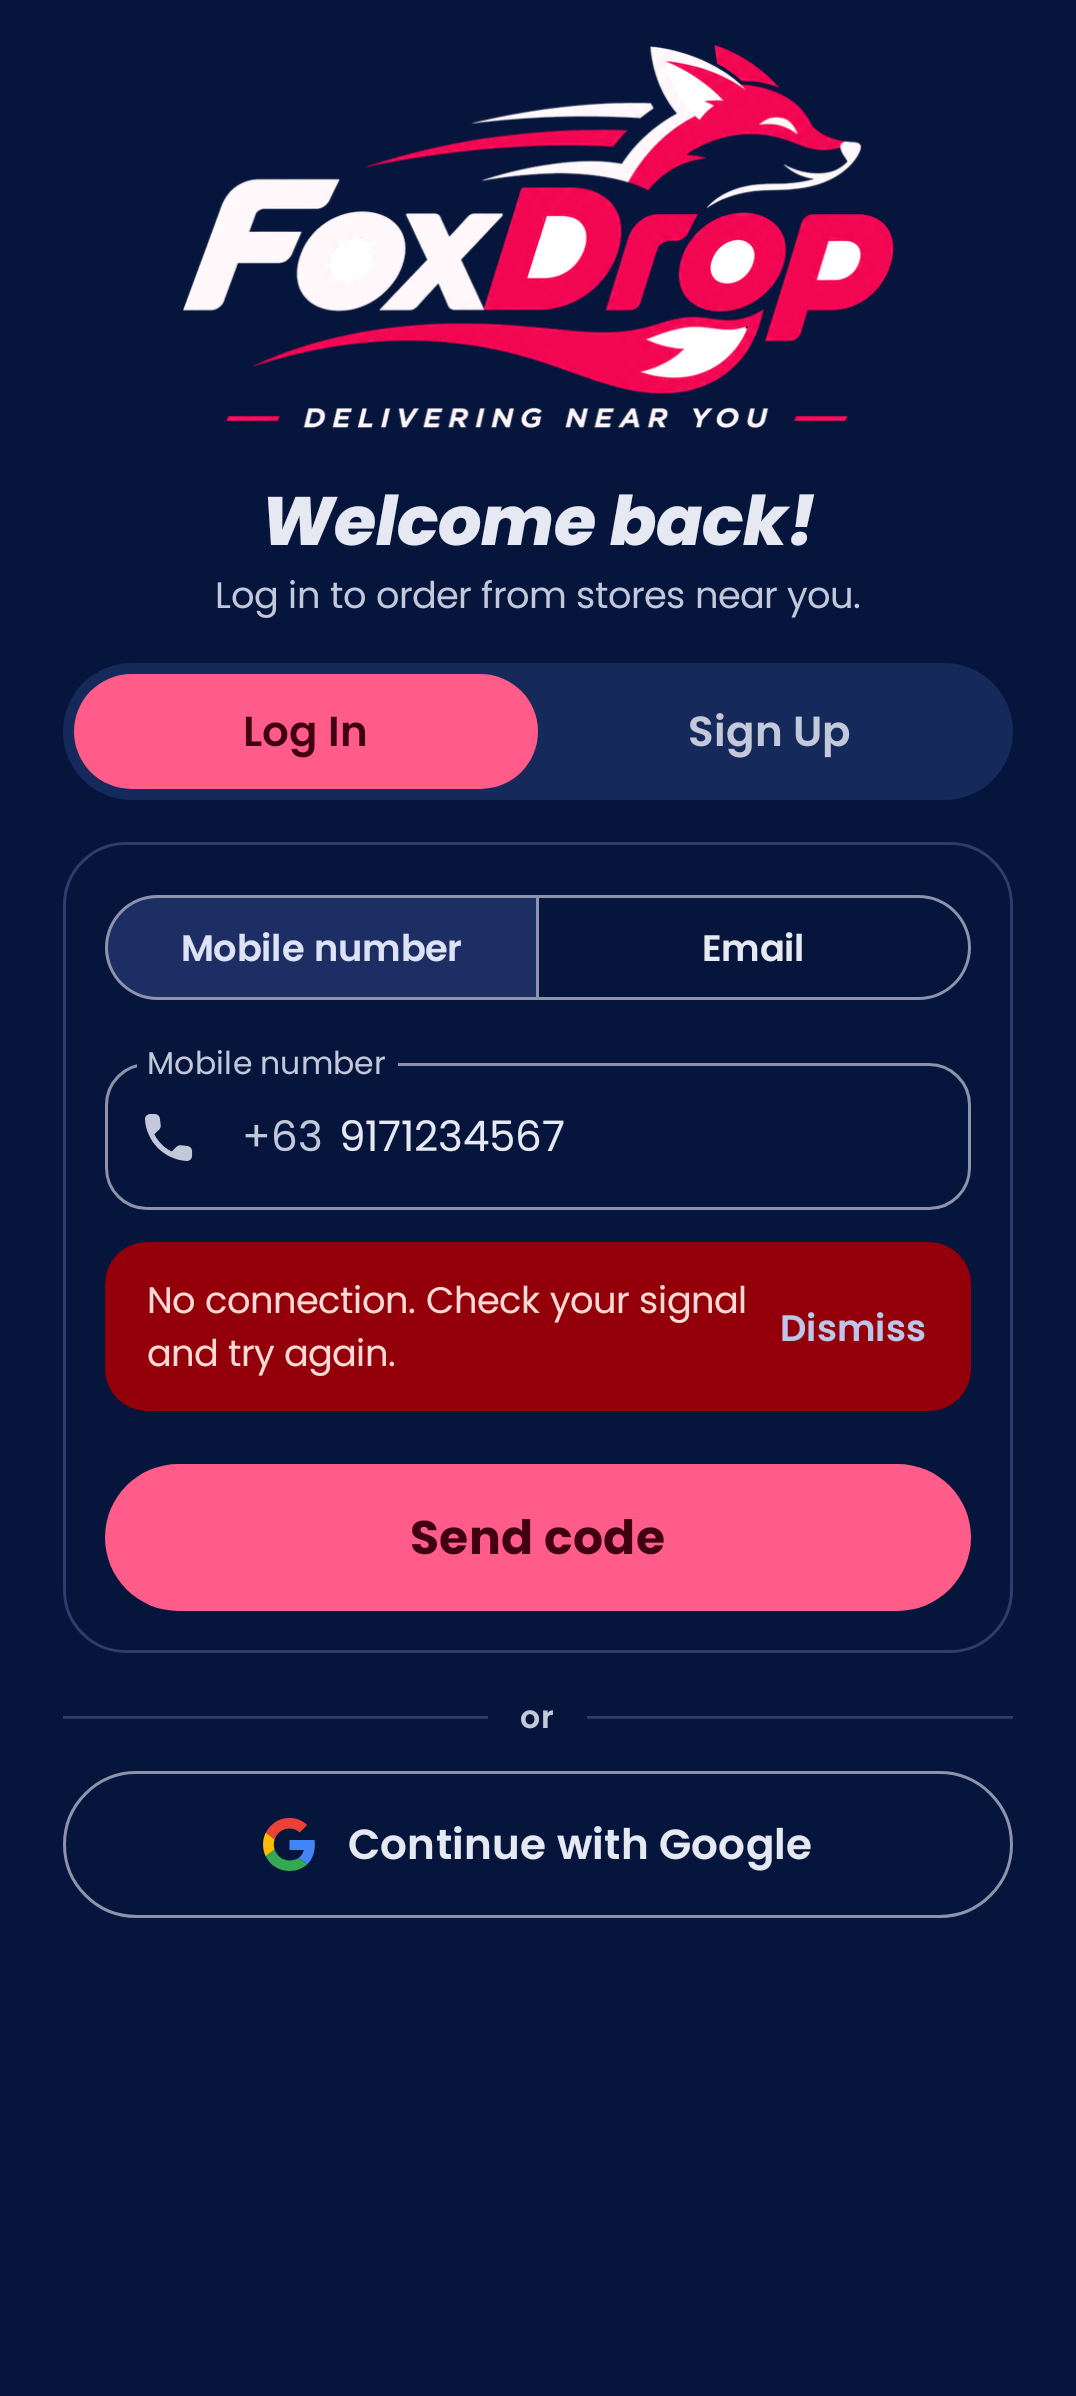 FoxDrop
DELIVERING NEAR YOU
Welcome back!
Log in to order from stores near you.
Log In
Sign Up
Mobile number
Email
Mobile number
+63 9171234567
No connection. Check your signal
and try again.
Dismiss
Send code
or
Continue with Google